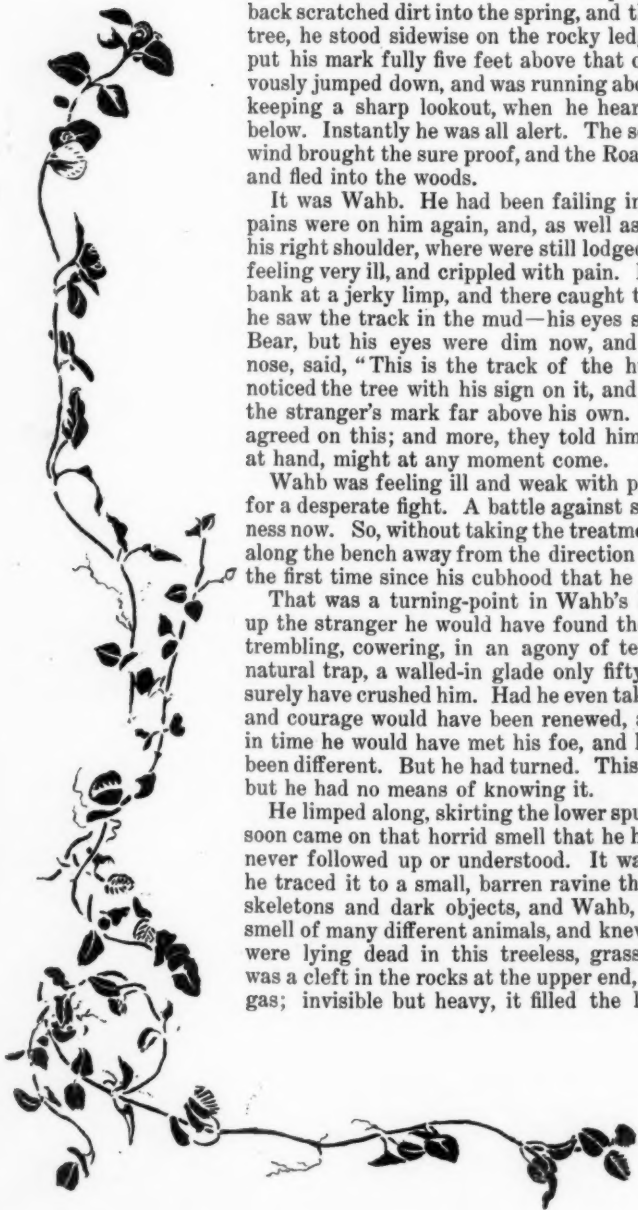 back scratched dirt into the spring, and t
tree, he stood sidewise on the rocky led
put his mark fully five feet above that o
vously jumped down, and was running abo
keeping a sharp lookout, when he hear
below. Instantly he was all alert. The s
wind brought the sure proof, and the Roa
and fled into the woods.
It was Wahb. He had been failing in
pains were on him again, and, as well as
his right shoulder, where were still lodged
feeling very ill, and crippled with pain.
bank at a jerky limp, and there caught t
he saw the track in the mud—his eyes s
Bear, but his eyes were dim now, and
nose, said, "This is the track of the h
noticed the tree with his sign on it, and
the stranger's mark far above his own.
agreed on this; and more, they told him
at hand, might at any moment come.
Wahb was feeling ill and weak with p
for a desperate fight. A battle against s
ness now. So, without taking the treatme
along the bench away from the direction
the first time since his cubhood that he
That was a turning-point in Wahb's
up the stranger he would have found the
trembling, cowering, in an agony of te
natural trap, a walled-in glade only fifty
surely have crushed him. Had he even tak
and courage would have been renewed, a
in time he would have met his foe, and h
been different. But he had turned. This
but he had no means of knowing it.
He limped along, skirting the lower spu
soon came on that horrid smell that he h
never followed up or understood. It wa
he traced it to a small, barren ravine th
skeletons and dark objects, and Wahb,
smell of many different animals, and knew
were lying dead in this treeless, grass
was a cleft in the rocks at the upper end,
gas; invisible but heavy, it filled the l